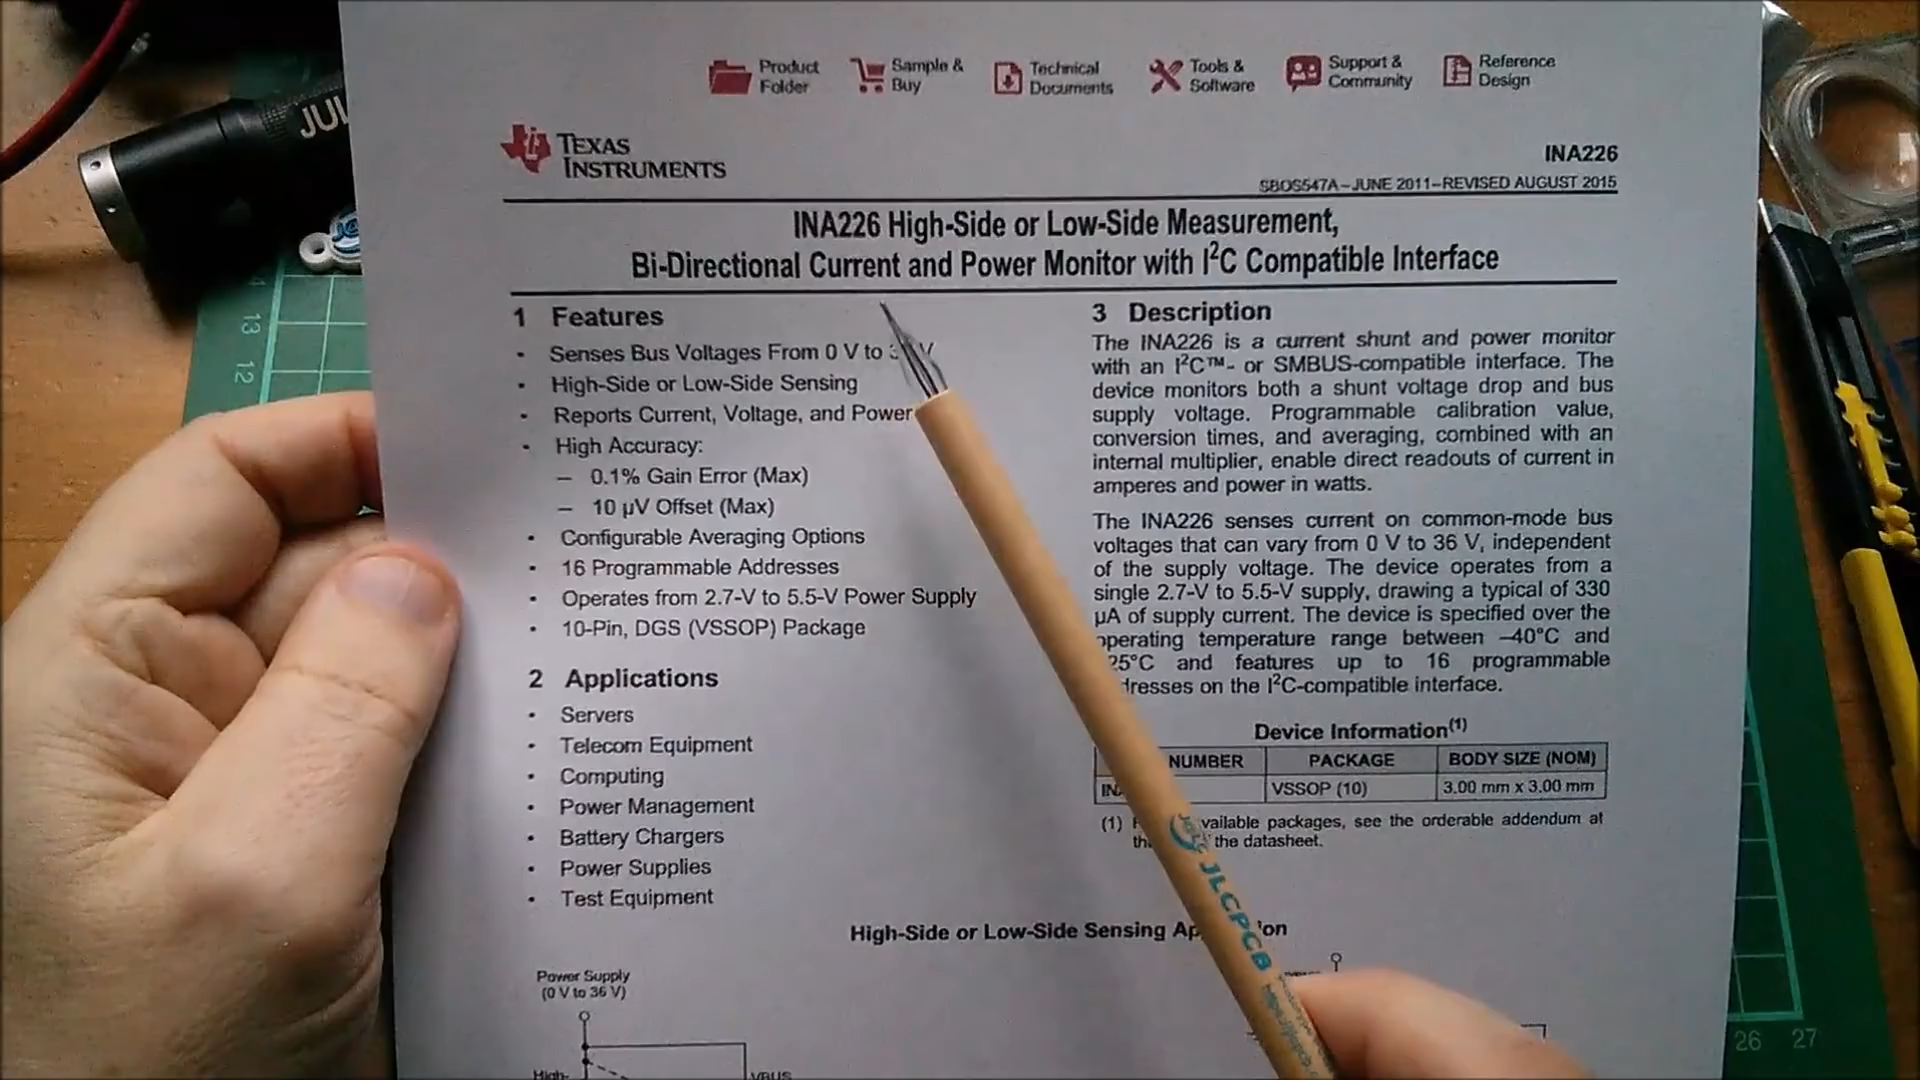 Product Folder
Sample & Buy
Technical Documents
Tools & Software
Support & Community
Reference Design
TEXAS INSTRUMENTS
INA226
SBOS547A–JUNE 2011–REVISED AUGUST 2015
INA226 High-Side or Low-Side Measurement,
Bi-Directional Current and Power Monitor with I²C Compatible Interface
1 Features
• Senses Bus Voltages From 0 V to V
• High-Side or Low-Side Sensing
• Reports Current, Voltage, and Power
• High Accuracy:
– 0.1% Gain Error (Max)
– 10 µV Offset (Max)
• Configurable Averaging Options
• 16 Programmable Addresses
• Operates from 2.7-V to 5.5-V Power Supply
• 10-Pin, DGS (VSSOP) Package
2 Applications
• Servers
• Telecom Equipment
• Computing
• Power Management
• Battery Chargers
• Power Supplies
• Test Equipment
3 Description
The INA226 is a current shunt and power monitor
with an I²C™- or SMBUS-compatible interface. The
device monitors both a shunt voltage drop and bus
supply voltage. Programmable calibration value,
conversion times, and averaging, combined with an
internal multiplier, enable direct readouts of current in
amperes and power in watts.
The INA226 senses current on common-mode bus
voltages that can vary from 0 V to 36 V, independent
of the supply voltage. The device operates from a
single 2.7-V to 5.5-V supply, drawing a typical of 330
µA of supply current. The device is specified over the
operating temperature range between –40°C and
25°C and features up to 16 programmable
dresses on the I²C-compatible interface.
Device Information(1)
NUMBER PACKAGE BODY SIZE (NOM)
VSSOP (10) 3.00 mm x 3.00 mm
(1) vailable packages, see the orderable addendum at
the datasheet.
High-Side or Low-Side Sensing
Power Supply
(0 V to 36 V)
High-
VBUS
JLCPCB
JUL
13
12
26 27